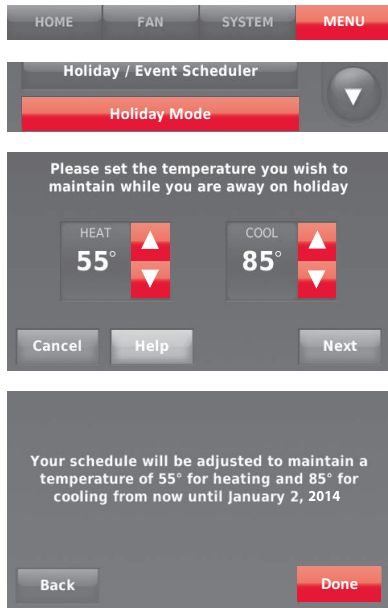 HOME FAN SYSTEM MENU
Holiday / Event Scheduler
Holiday Mode
Please set the temperature you wish to
maintain while you are away on holiday
HEAT COOL
55° 85°
Cancel Help Next
Your schedule will be adjusted to maintain a
temperature of 55° for heating and 85° for
cooling from now until January 2, 2014
Back Done